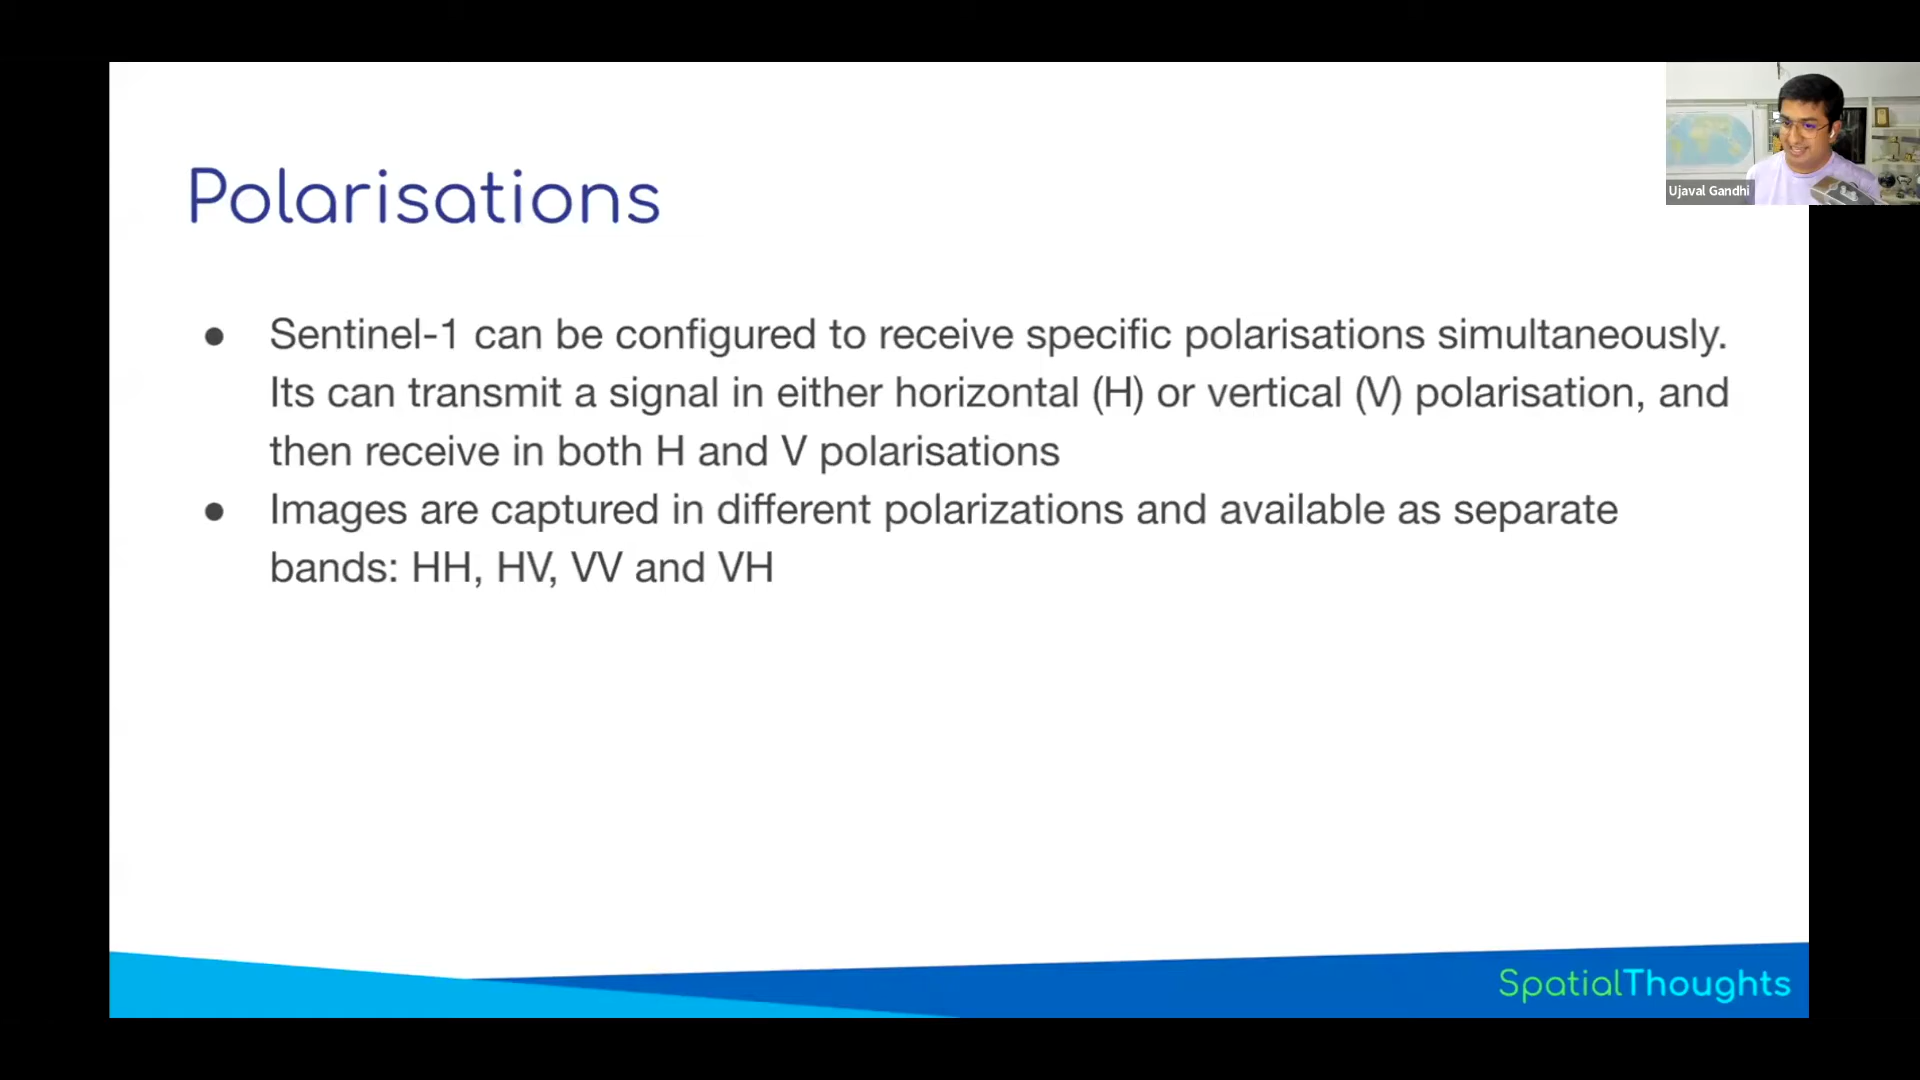 Polarisations
Ujaval Gandhi
● Sentinel-1 can be configured to receive specific polarisations simultaneously.
Its can transmit a signal in either horizontal (H) or vertical (V) polarisation, and
then receive in both H and V polarisations
● Images are captured in different polarizations and available as separate
bands: HH, HV, VV and VH
SpatialThoughts